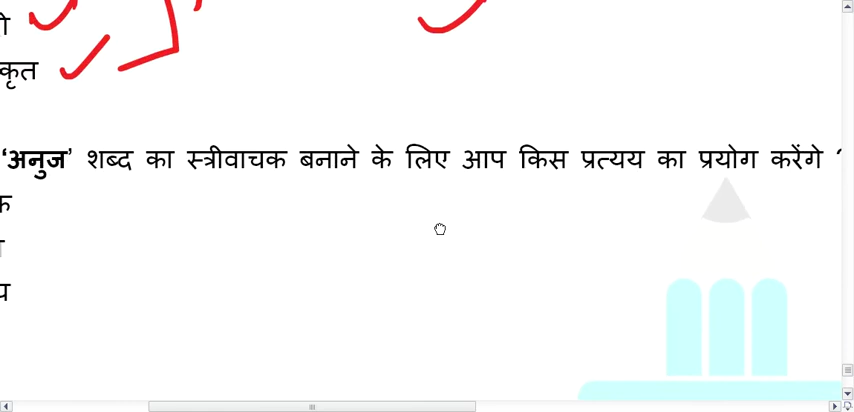 कृत
‘अनुज’ शब्द का स्त्रीवाचक बनाने के लिए आप किस प्रत्यय का प्रयोग करेंगे